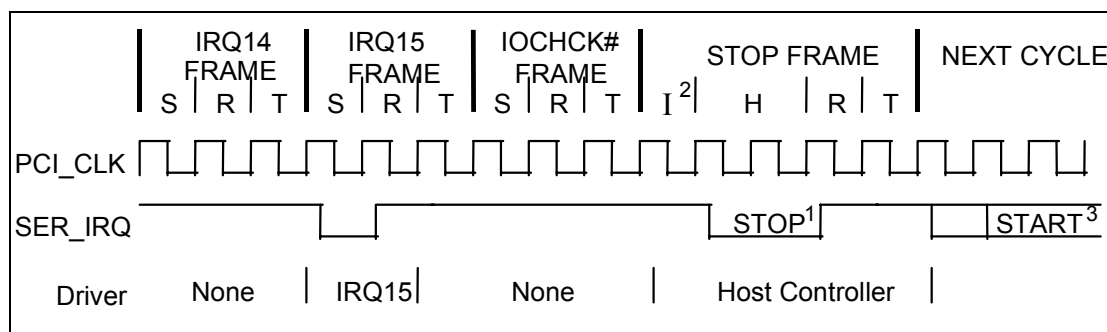 IRQ14 FRAME
IRQ15 FRAME
IOCHCK# FRAME
STOP FRAME
NEXT CYCLE
S R T S R T S R T I² H R T
PCI_CLK
SER_IRQ STOP¹ START³
Driver None IRQ15 None Host Controller